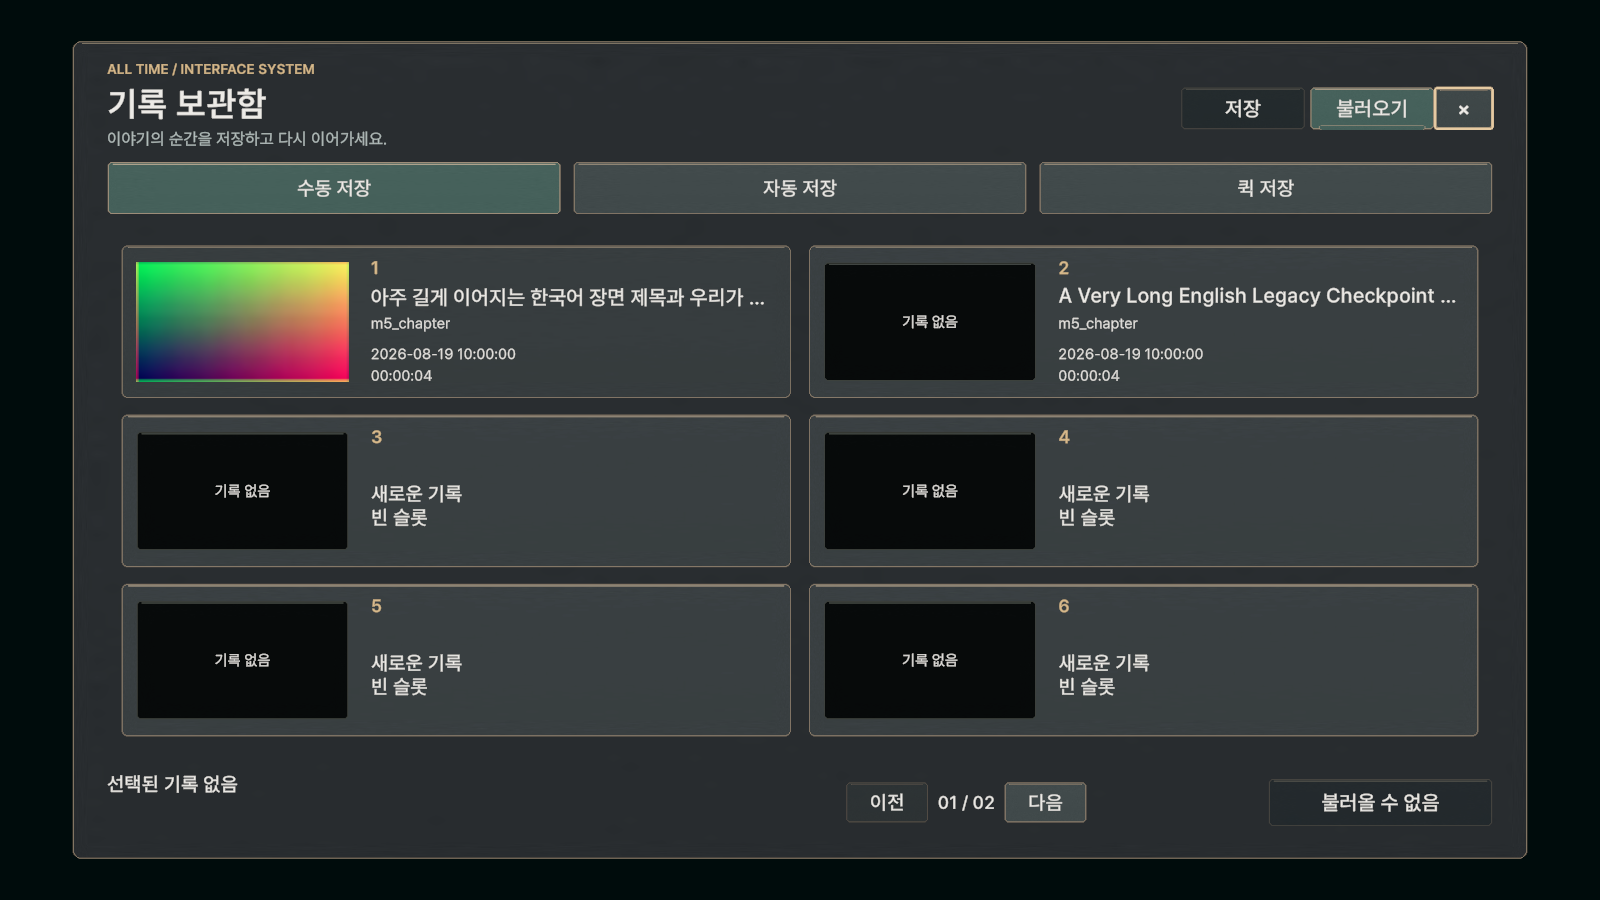 ALL TIME / INTERFACE SYSTEM
기록 보관함
이야기의 순간을 저장하고 다시 이어가세요.
저장
불러오기
×
수동 저장
자동 저장
퀵 저장
1
아주 길게 이어지는 한국어 장면 제목과 우리가 ...
m5_chapter
2026-08-19 10:00:00
00:00:04
기록 없음
2
A Very Long English Legacy Checkpoint ...
m5_chapter
2026-08-19 10:00:00
00:00:04
기록 없음
3
새로운 기록
빈 슬롯
기록 없음
4
새로운 기록
빈 슬롯
기록 없음
5
새로운 기록
빈 슬롯
기록 없음
6
새로운 기록
빈 슬롯
선택된 기록 없음
이전
01 / 02
다음
불러올 수 없음